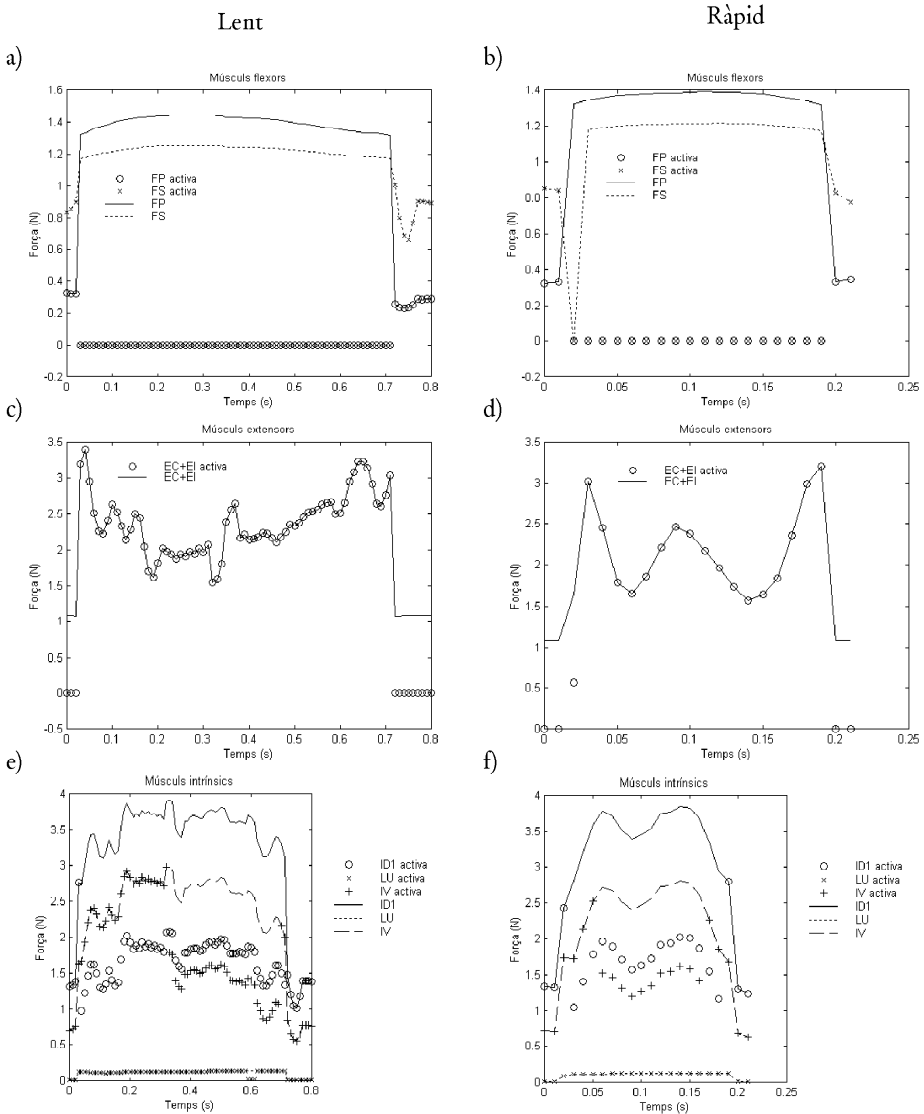 Lent
Ràpid
a)
Músculs flexors
Força (N)
1.6
1.4
1.2
1
0.8
0.6
0.4
0.2
0
-0.2
FP activa
FS activa
FP
FS
0 0.1 0.2 0.3 0.4 0.5 0.6 0.7 0.8
Temps (s)
b)
Músculs flexors
Força (N)
1.4
1.2
1
0.8
0.6
0.4
0.2
0
-0.2
FP activa
FS activa
FP
FS
0 0.05 0.1 0.15 0.2 0.25
Temps (s)
c)
Músculs extensors
Força (N)
3.5
3
2.5
2
1.5
1
0.5
0
-0.5
EC+EI activa
EC+EI
0 0.1 0.2 0.3 0.4 0.5 0.6 0.7 0.8
Temps (s)
d)
Músculs extensors
Força (N)
3.5
3
2.5
2
1.5
1
0.5
0
EC+EI activa
EC+EI
0 0.05 0.1 0.15 0.2 0.25
Temps (s)
e)
Músculs intrínsics
Força (N)
4
3.5
3
2.5
2
1.5
1
0.5
0
0 0.2 0.4 0.6 0.8
Temps (s)
ID1 activa
LU activa
IV activa
ID1
LU
IV
f)
Músculs intrínsics
Força (N)
4
3.5
3
2.5
2
1.5
1
0.5
0
0 0.05 0.1 0.15 0.2 0.25
Temps (s)
ID1 activa
LU activa
IV activa
ID1
LU
IV